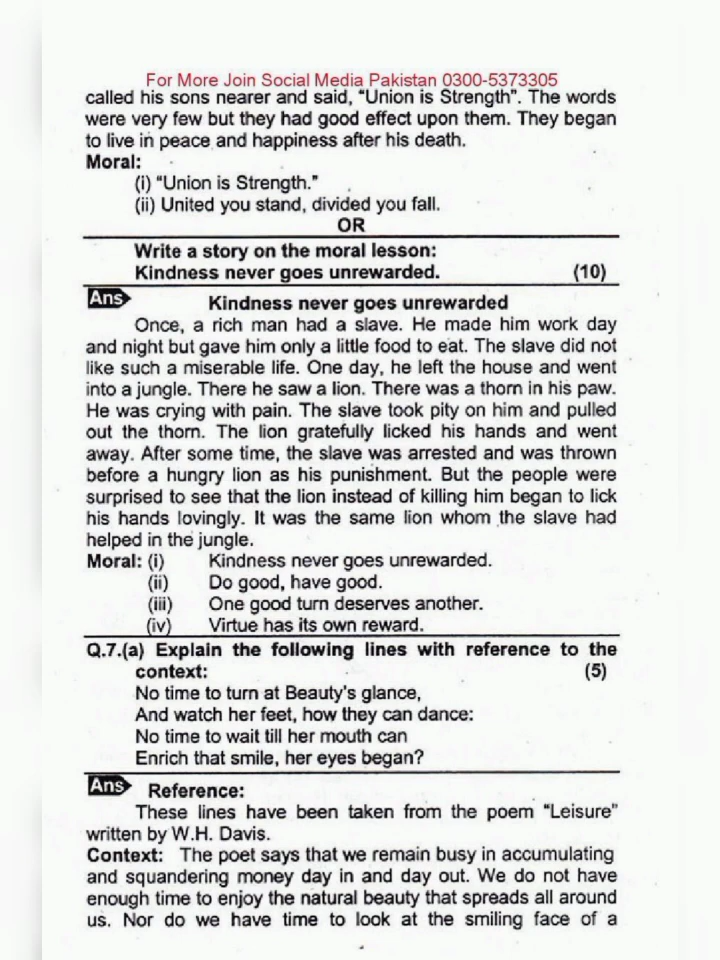 For More Join Social Media Pakistan 0300-5373305
called his sons nearer and said, "Union is Strength". The words
were very few but they had good effect upon them. They began
to live in peace and happiness after his death.
Moral:
(i) "Union is Strength."
(ii) United you stand, divided you fall.
OR
Write a story on the moral lesson:
Kindness never goes unrewarded. (10)
Ans Kindness never goes unrewarded
Once, a rich man had a slave. He made him work day
and night but gave him only a little food to eat. The slave did not
like such a miserable life. One day, he left the house and went
into a jungle. There he saw a lion. There was a thorn in his paw.
He was crying with pain. The slave took pity on him and pulled
out the thorn. The lion gratefully licked his hands and went
away. After some time, the slave was arrested and was thrown
before a hungry lion as his punishment. But the people were
surprised to see that the lion instead of killing him began to lick
his hands lovingly. It was the same lion whom the slave had
helped in the jungle.
Moral: (i) Kindness never goes unrewarded.
(ii) Do good, have good.
(iii) One good turn deserves another.
(iv) Virtue has its own reward.
Q.7.(a) Explain the following lines with reference to the
context: (5)
No time to turn at Beauty's glance,
And watch her feet, how they can dance:
No time to wait till her mouth can
Enrich that smile, her eyes began?
Ans Reference:
These lines have been taken from the poem "Leisure"
written by W.H. Davis.
Context: The poet says that we remain busy in accumulating
and squandering money day in and day out. We do not have
enough time to enjoy the natural beauty that spreads all around
us. Nor do we have time to look at the smiling face of a